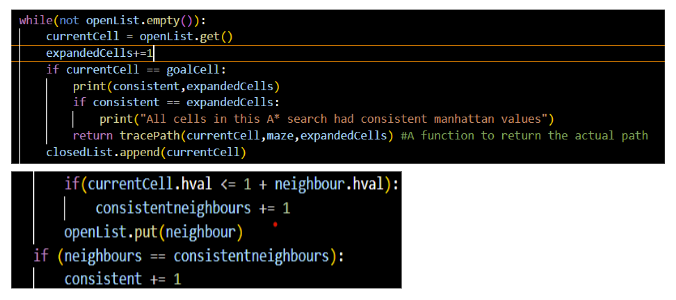 while(not openList.empty()):
    currentCell = openList.get()
    expandedCells+=1
    if currentCell == goalCell:
        print(consistent,expandedCells)
        if consistent == expandedCells:
            print("All cells in this A* search had consistent manhattan values")
        return tracePath(currentCell,maze,expandedCells) #A function to return the actual path
    closedList.append(currentCell)
if(currentCell.hval <= 1 + neighbour.hval):
    consistentneighbours += 1
openList.put(neighbour)
if (neighbours == consistentneighbours):
    consistent += 1